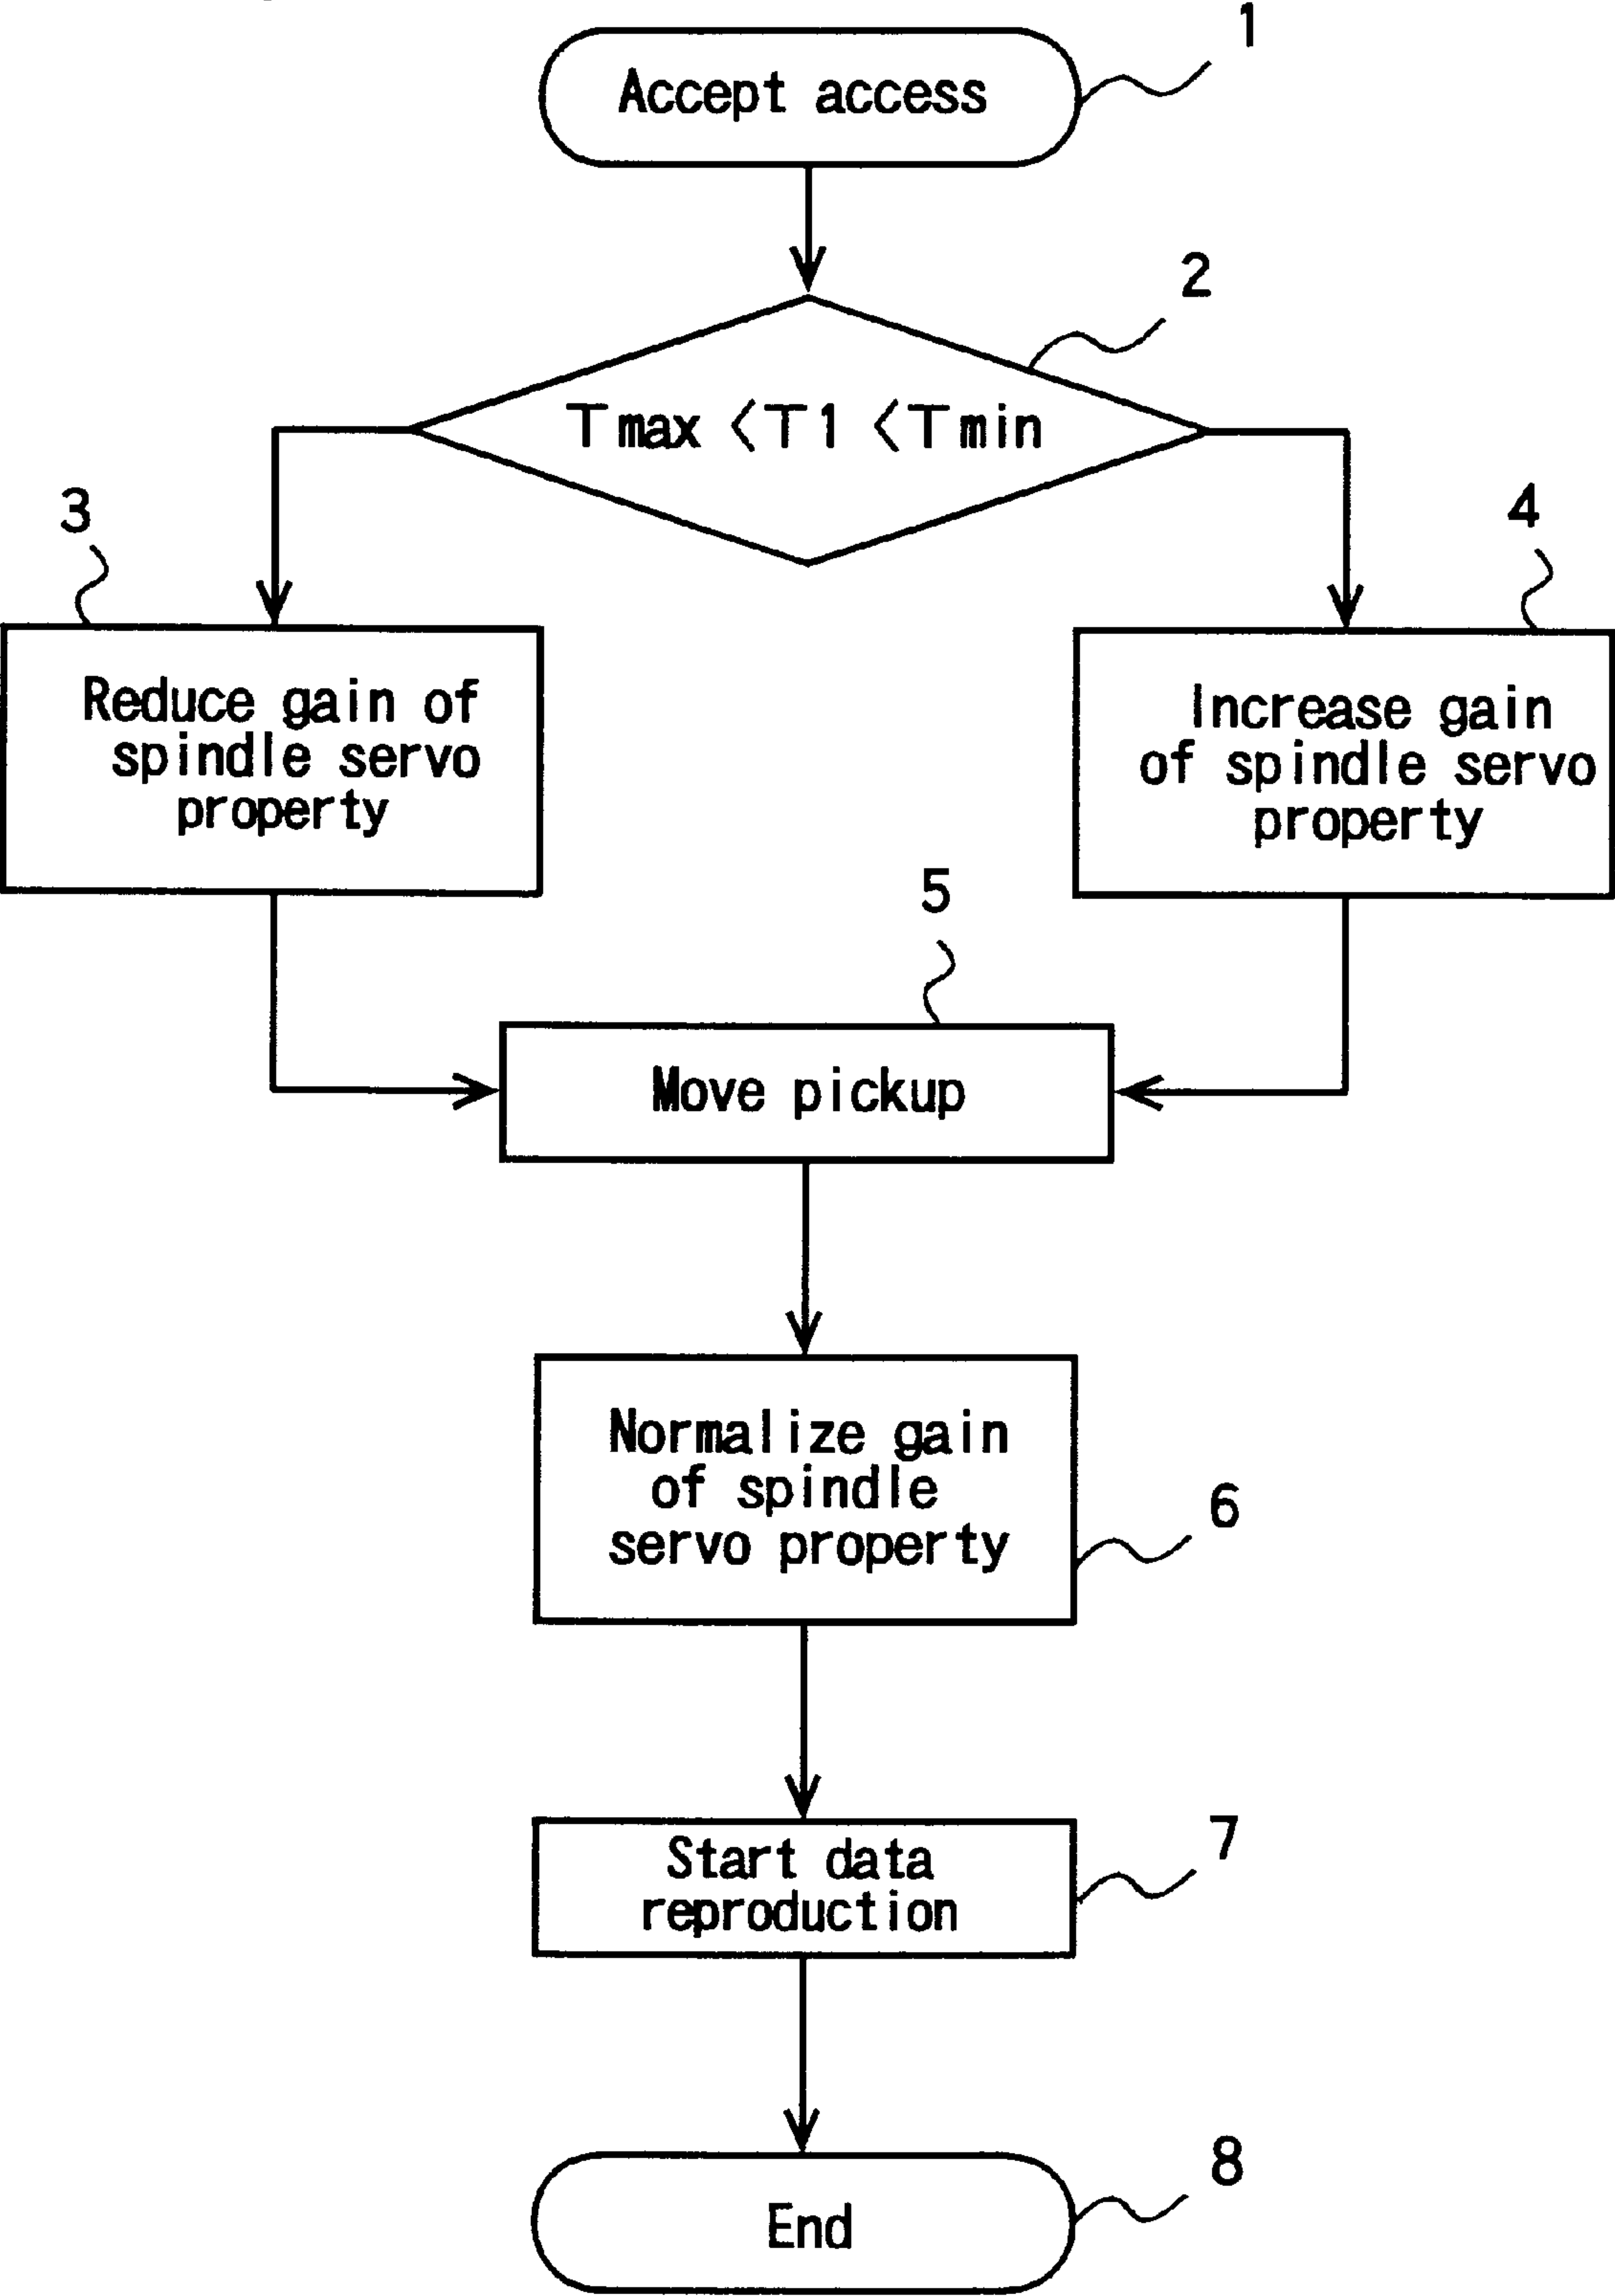 1
Accept access
2
Tmax <T1 <Tmin
3
Reduce gain of
spindle servo
property
4
Increase gain
of spindle servo
property
5
Move pickup
Normalize gain
of spindle
servo property
6
Start data
reproduction
7
End
8